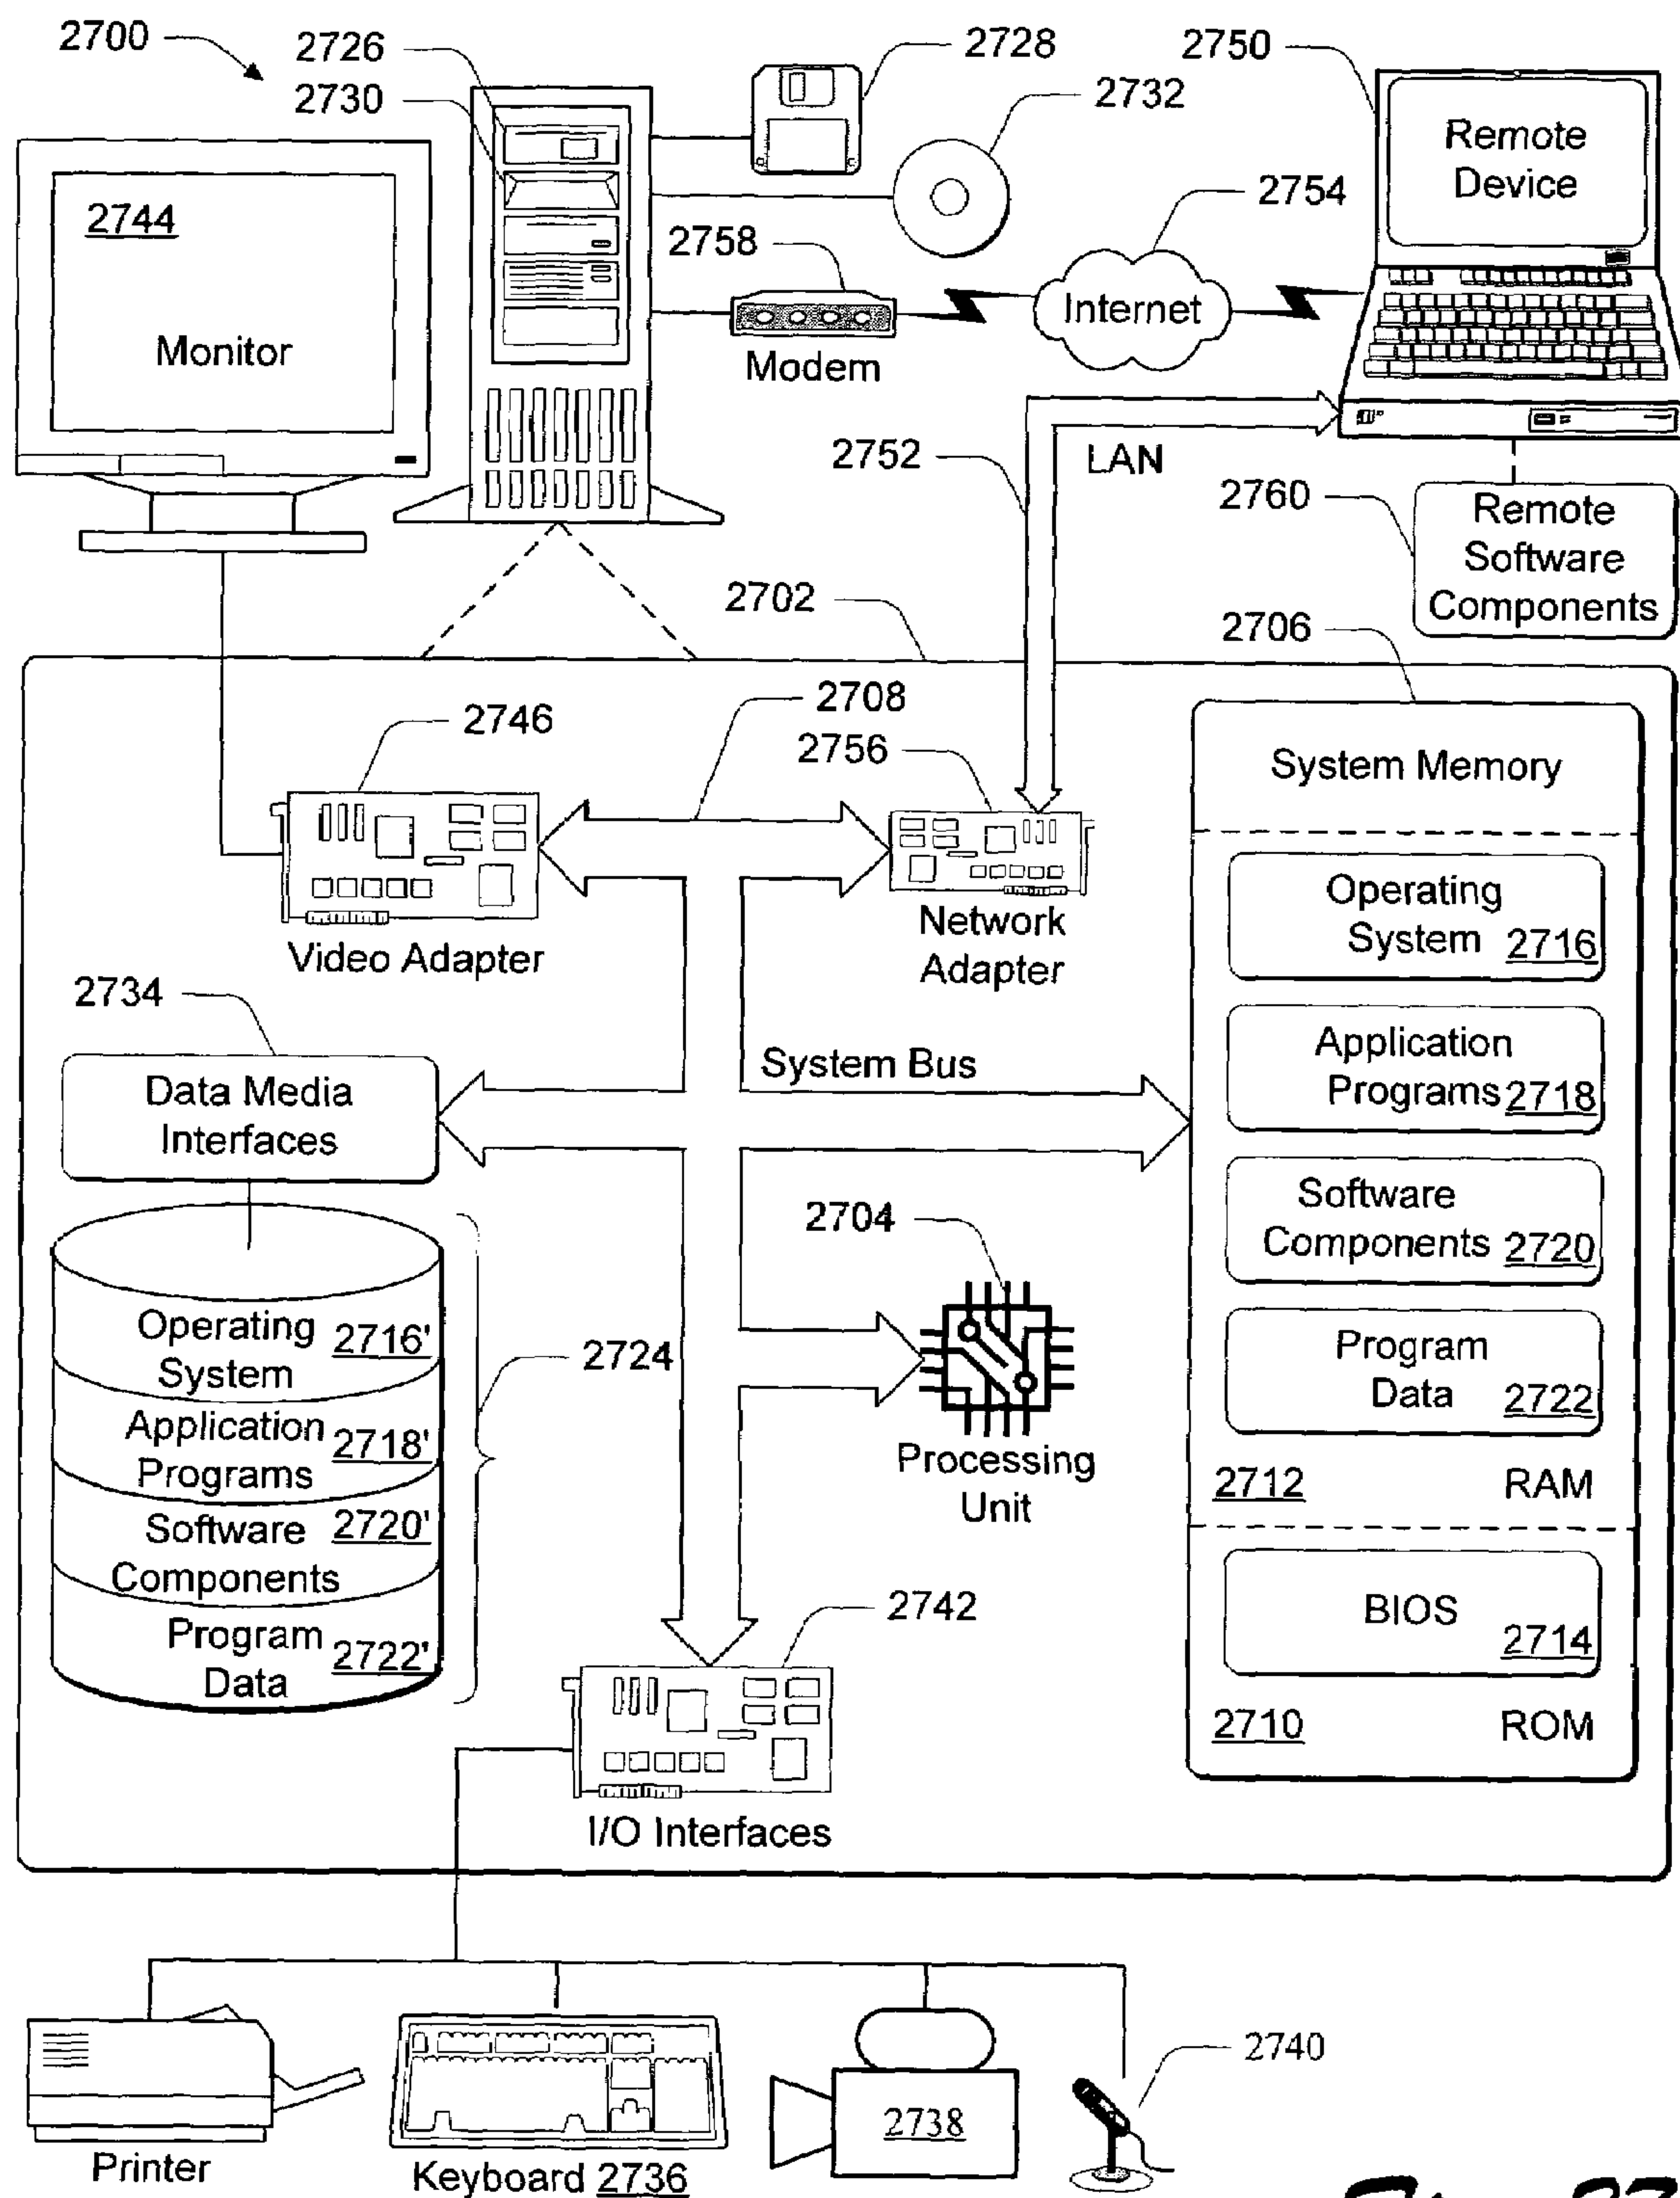 2700
2726
2730
2728
2732
2750
Remote
Device
2744
Monitor
2758
Modem
2754
Internet
2752
LAN
2760
Remote
Software
Components
2702
2706
2708
2746
2756
System Memory
Video Adapter
Network
Adapter
Operating
System 2716
2734
Data Media
Interfaces
System Bus
Application
Programs 2718
Software
Components 2720
2704
Processing
Unit
Program
Data 2722
2712 RAM
Operating
System 2716'
2724
Application
Programs 2718'
Software
Components 2720'
Program
Data 2722'
2742
I/O Interfaces
BIOS
2714
2710 ROM
Printer
Keyboard 2736
2738
2740